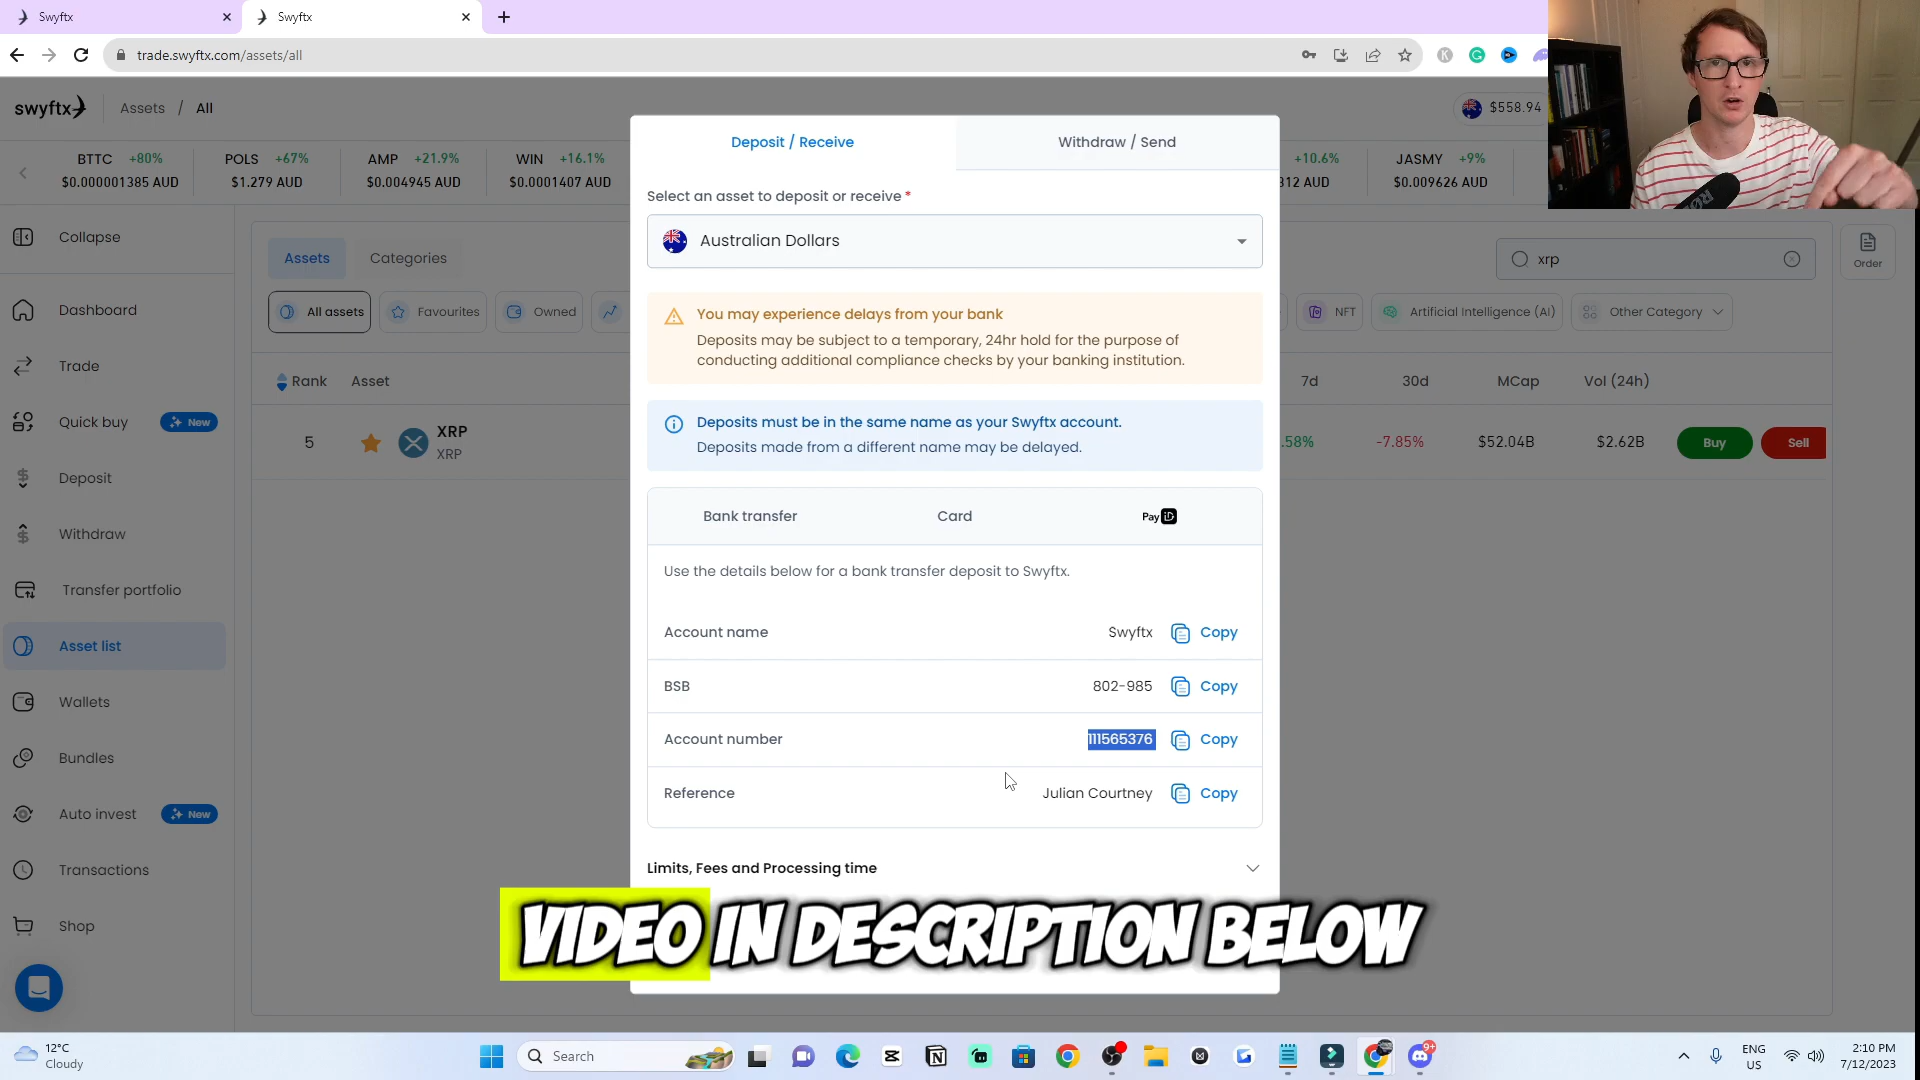 Swyftx
Swyftx
trade.swyftx.com/assets/all
swyftx
Assets / All
$558.94
BTTC +80%
$0.000001385 AUD
POLS +67%
$1.279 AUD
AMP +21.9%
$0.004945 AUD
WIN +16.1%
$0.0001407 AUD
+10.6%
312 AUD
JASMY +9%
$0.009626 AUD
Deposit / Receive
Withdraw / Send
Select an asset to deposit or receive *
Australian Dollars
You may experience delays from your bank
Deposits may be subject to a temporary, 24hr hold for the purpose of
conducting additional compliance checks by your banking institution.
Deposits must be in the same name as your Swyftx account.
Deposits made from a different name may be delayed.
Bank transfer
Card
Pay iD
Use the details below for a bank transfer deposit to Swyftx.
Account name Swyftx Copy
BSB 802-985 Copy
Account number 111565376 Copy
Reference Julian Courtney Copy
Limits, Fees and Processing time
Collapse
Dashboard
Trade
Quick buy New
Deposit
Withdraw
Transfer portfolio
Asset list
Wallets
Bundles
Auto invest New
Transactions
Shop
Assets
Categories
xrp
Order
All assets
Favourites
Owned
NFT
Artificial Intelligence (AI)
Other Category
Rank Asset
7d 30d MCap Vol (24h)
5 XRP
XRP
.58% -7.85% $52.04B $2.62B Buy Sell
VIDEO IN DESCRIPTION BELOW
12°C
Cloudy
Search
9+
ENG
US
2:10 PM
7/12/2023